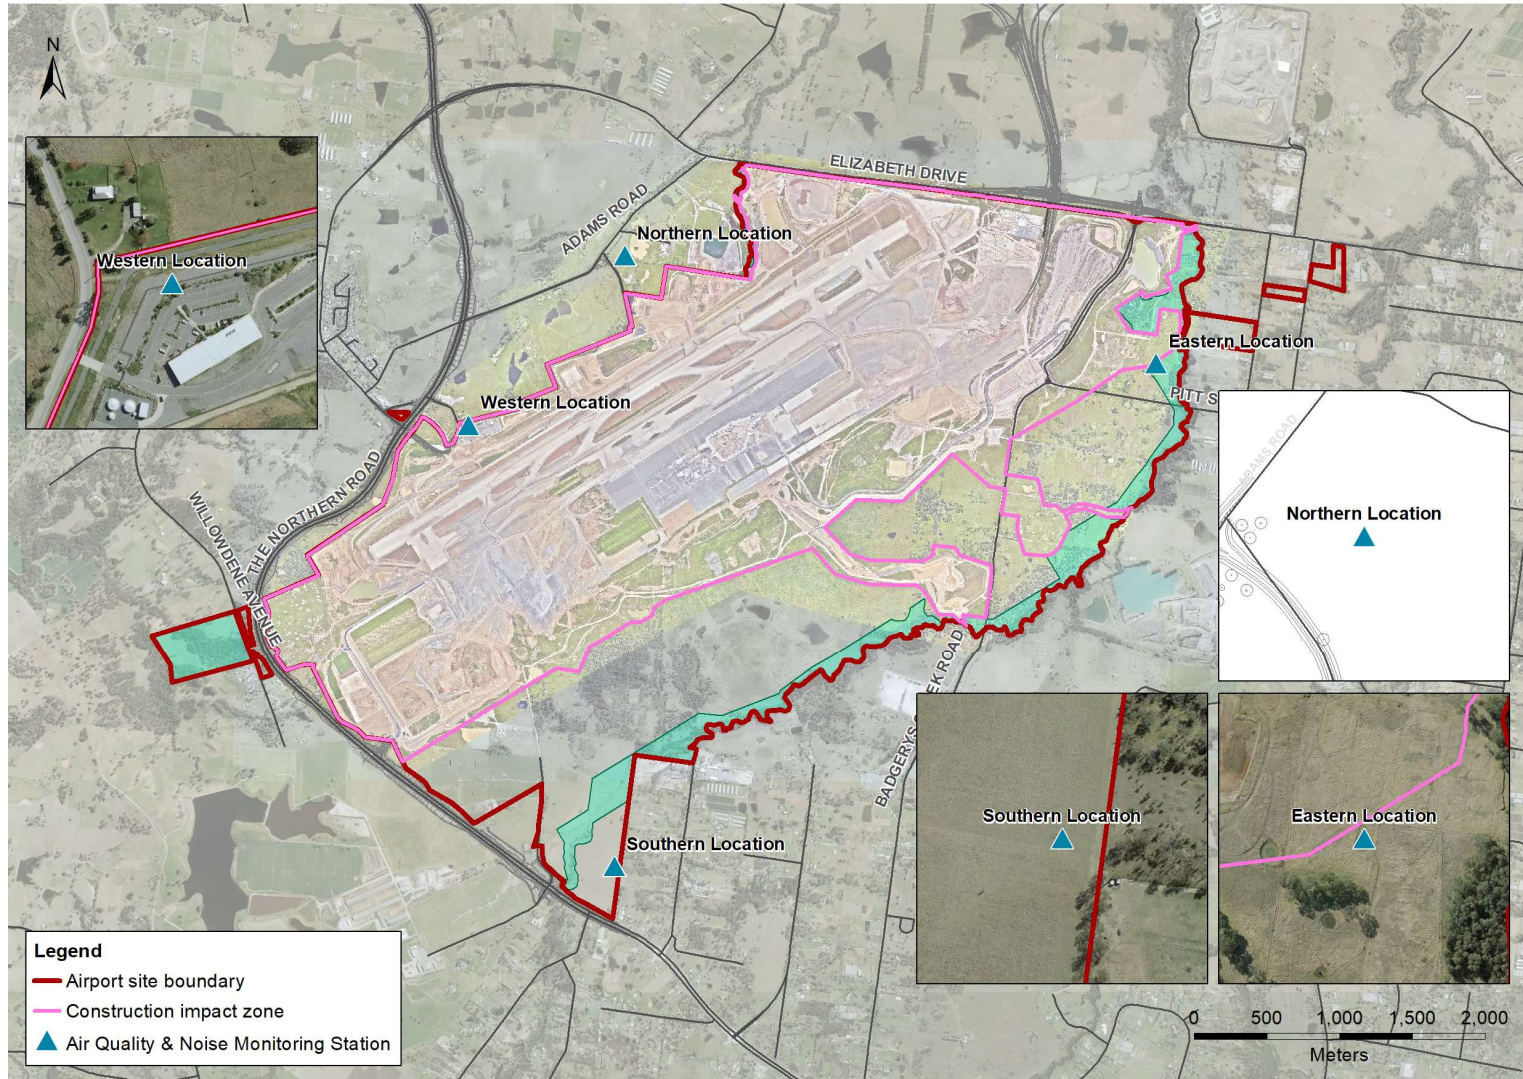 N
ELIZABETH DRIVE
ADAMS ROAD
Northern Location
Western Location
Eastern Location
Western Location
PITT S
THE NORTHERN ROAD
WILLOWDENE AVENUE
ADAMS ROAD
Northern Location
BADGERYS
EK ROAD
Southern Location
Southern Location
Eastern Location
Legend
Airport site boundary
Construction impact zone
Air Quality & Noise Monitoring Station
0 500 1,000 1,500 2,000
Meters